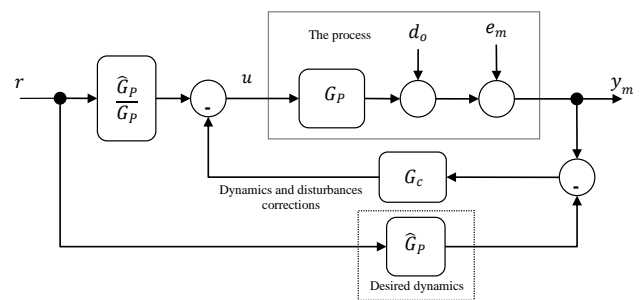 The process
d_o
e_m
r
Ĝ_P
G_P
-
u
G_P
y_m
G_c
-
Dynamics and disturbances
corrections
Ĝ_P
Desired dynamics